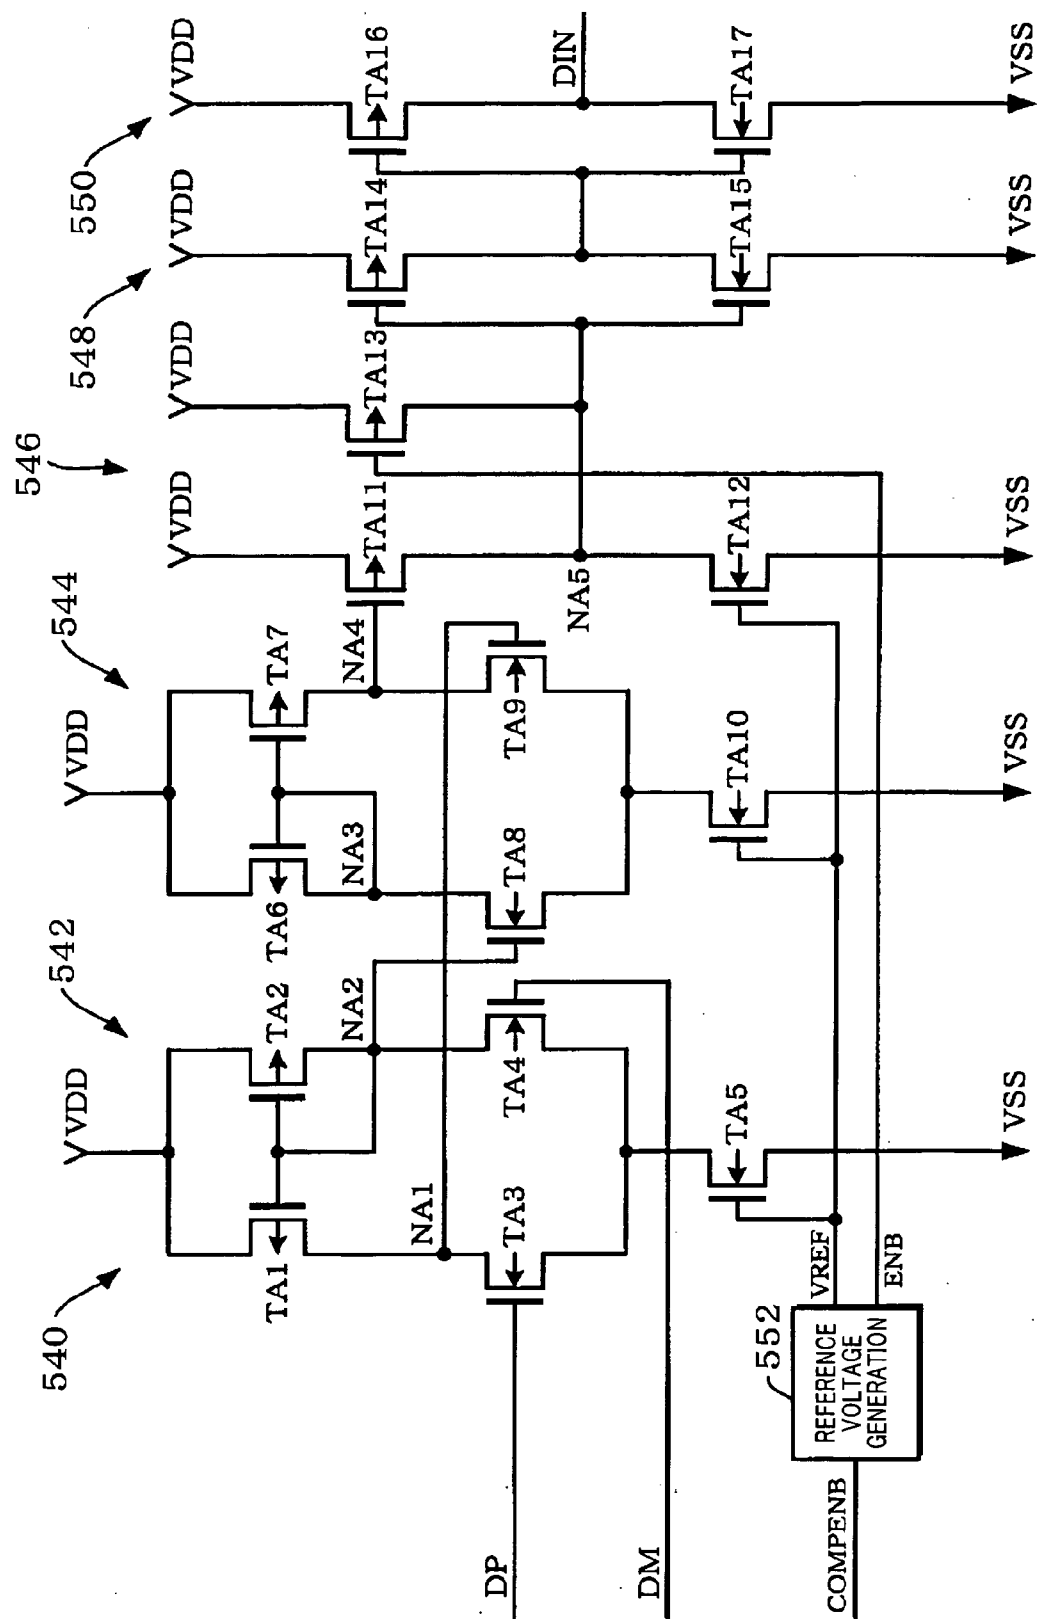 540
542
544
546
548
550
VDD
VDD
VDD
VDD
VDD
VDD
TA1
TA2
TA6
TA7
TA11
TA13
TA14
TA16
NA1
NA2
NA3
NA4
DP
TA3
TA4
TA8
TA9
NA5
DIN
DM
TA5
TA10
TA12
TA15
TA17
COMPENB
REFERENCE
VOLTAGE
GENERATION
552
VREF
ENB
VSS
VSS
VSS
VSS
VSS